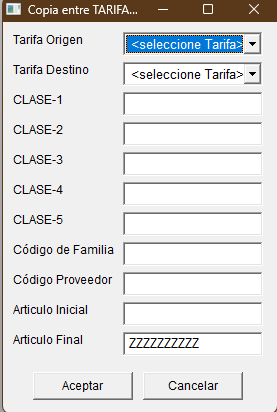 Copia entre TARIFA...
Tarifa Origen <seleccione Tarifa>
Tarifa Destino <seleccione Tarifa>
CLASE-1
CLASE-2
CLASE-3
CLASE-4
CLASE-5
Código de Familia
Código Proveedor
Articulo Inicial
Articulo Final ZZZZZZZZZZ
Aceptar Cancelar